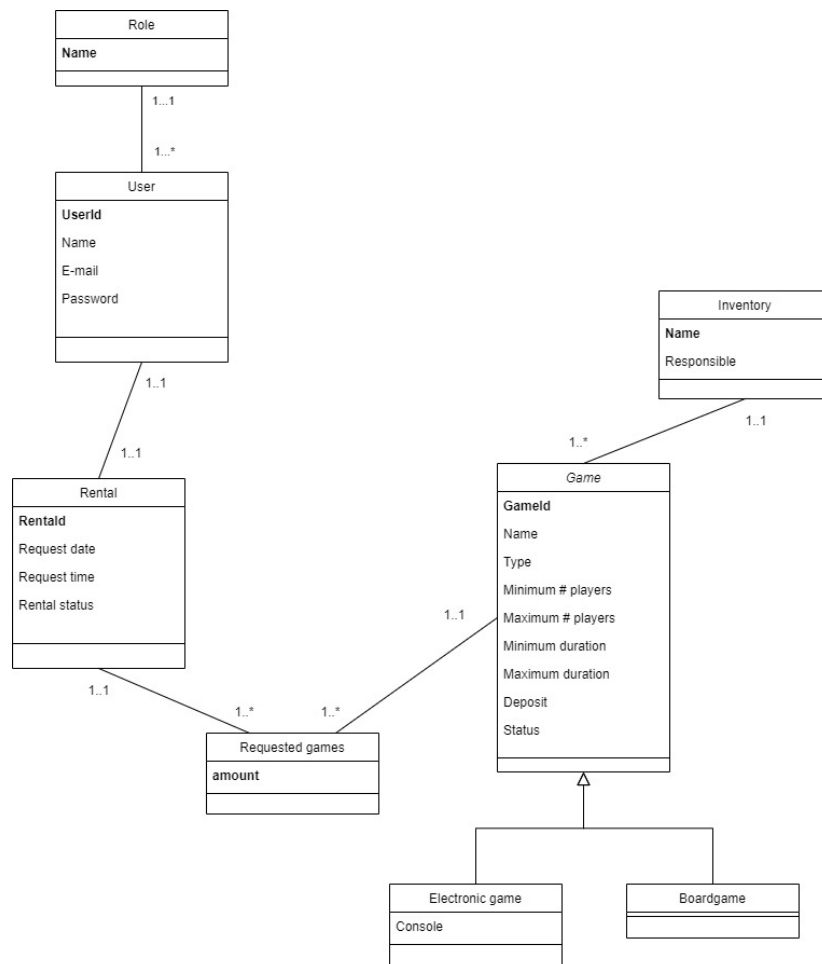 Role
Name
1...1
1...*
User
UserId
Name
E-mail
Password
1..1
1..1
Rental
RentaId
Request date
Request time
Rental status
1..1
1..*
Requested games
amount
1..*
1..1
Inventory
Name
Responsible
1..1
1..*
Game
GameId
Name
Type
Minimum # players
Maximum # players
Minimum duration
Maximum duration
Deposit
Status
Electronic game
Console
Boardgame